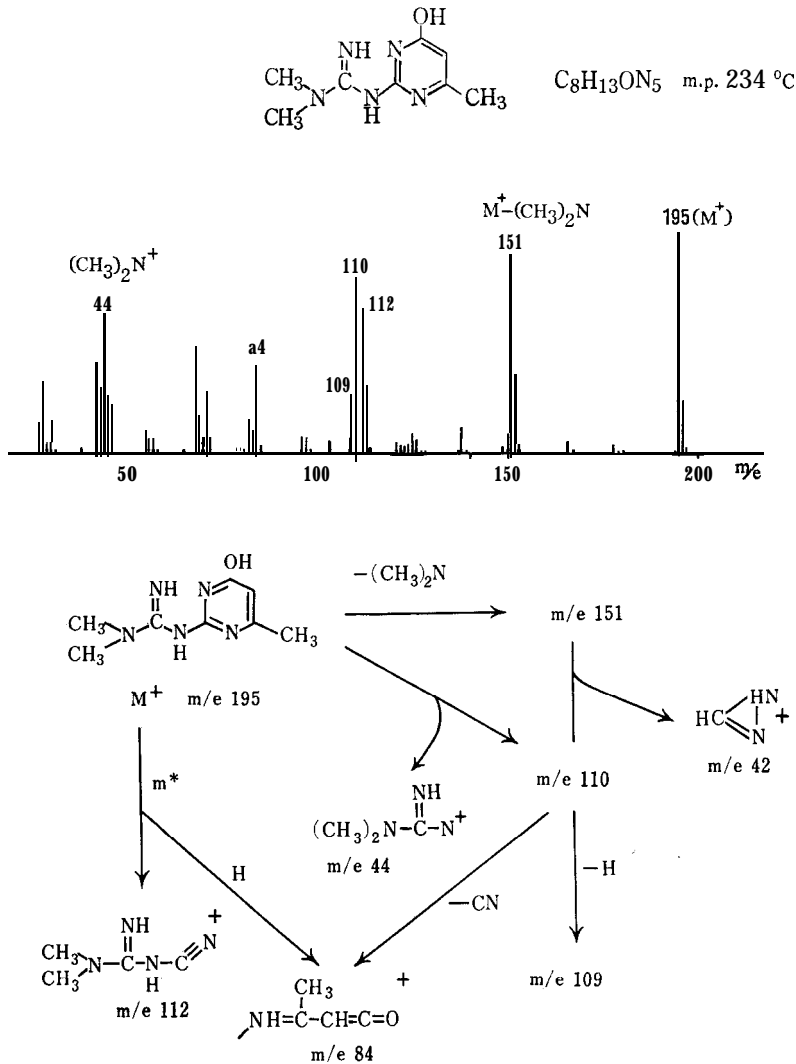 OH
NH N
CH₃ C
N N N CH₃
CH₃ H
C₈H₁₃ON₅ m.p. 234 °C
M⁺-(CH₃)₂N
195(M⁺)
(CH₃)₂N⁺
151
110
44
112
a4
109
50 100 150 200 m/e
OH
NH N
CH₃ C
N N N CH₃
CH₃ H
M⁺ m/e 195
-(CH₃)₂N
m/e 151
HC HN +
N
m/e 42
m/e 110
m*
NH
(CH₃)₂N-C-N⁺
m/e 44
H
-CN
-H
NH + N
CH₃ N-C-N-C
CH₃ H
m/e 112
CH₃ +
NH=C-CH=C=O
m/e 84
m/e 109